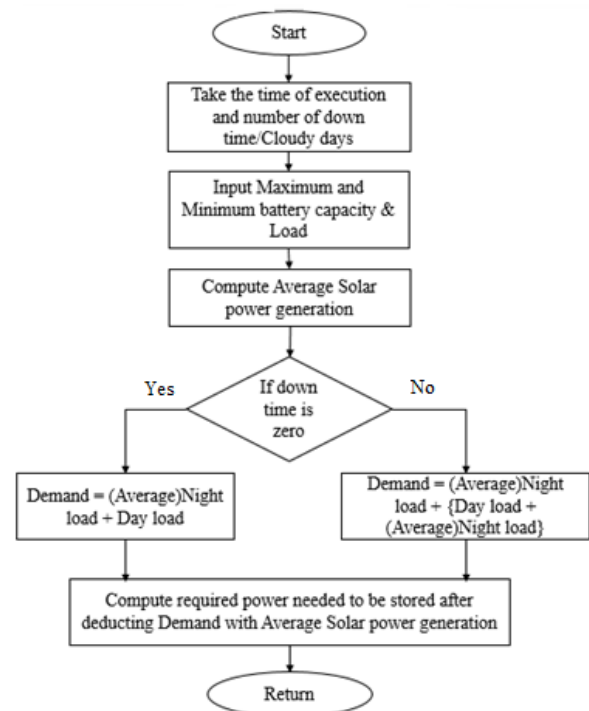 Start
Take the time of execution
and number of down
time/Cloudy days
Input Maximum and
Minimum battery capacity &
Load
Compute Average Solar
power generation
Yes
If down
time is
zero
No
Demand = (Average)Night
load + Day load
Demand = (Average)Night
load + {Day load +
(Average)Night load}
Compute required power needed to be stored after
deducting Demand with Average Solar power generation
Return